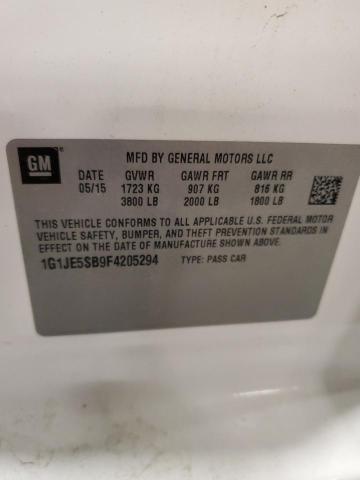 GM
MFD BY GENERAL MOTORS LLC
DATE GVWR GAWR FRT GAWR RR
05/15 1723 KG 907 KG 816 KG
3800 LB 2000 LB 1800 LB
THIS VEHICLE CONFORMS TO ALL APPLICABLE U.S. FEDERAL MOTOR
VEHICLE SAFETY, BUMPER, AND THEFT PREVENTION STANDARDS IN
EFFECT ON THE DATE OF MANUFACTURE SHOWN ABOVE.
1G1JE5SB9F4205294 TYPE: PASS CAR